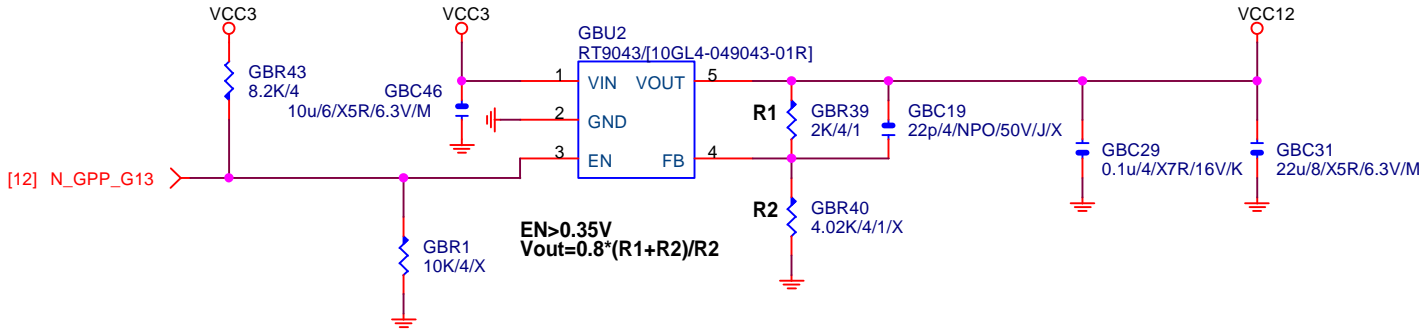 VCC3
VCC3
VCC12
GBU2
RT9043/[10GL4-049043-01R]
GBR43
8.2K/4
GBC46
10u/6/X5R/6.3V/M
1
VIN
VOUT
5
2
GND
3
EN
FB
4
R1
GBR39
2K/4/1
GBC19
22p/4/NPO/50V/J/X
GBC29
0.1u/4/X7R/16V/K
GBC31
22u/8/X5R/6.3V/M
[12] N_GPP_G13
R2
GBR40
4.02K/4/1/X
EN>0.35V
Vout=0.8*(R1+R2)/R2
GBR1
10K/4/X